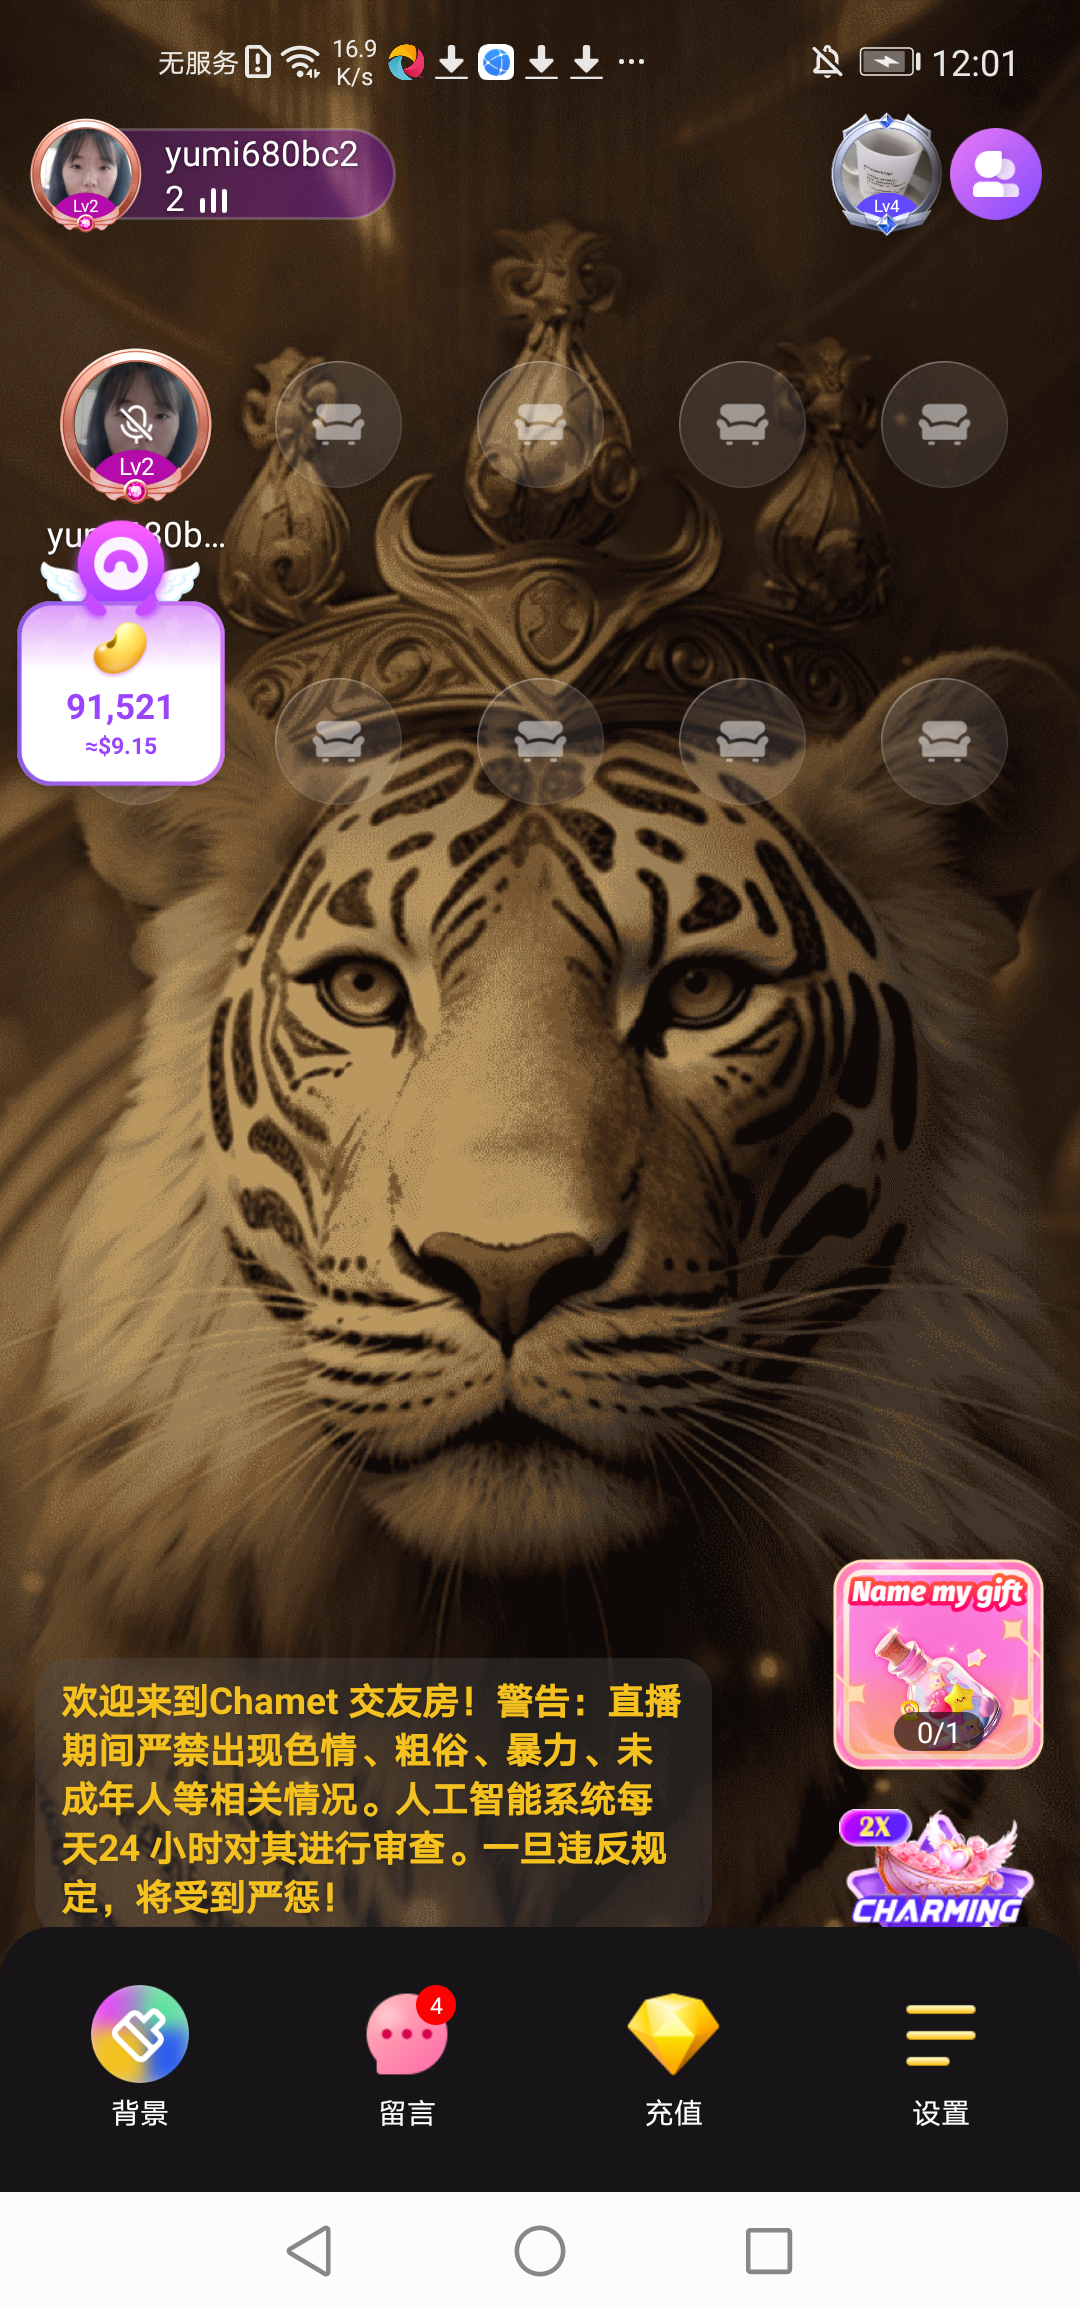 无服务 16.9 K/s 12:01
yumi680bc2
2
Lv2
Lv4
Lv2
91,521
≈$9.15
Name my gift
0/1
欢迎来到Chamet 交友房！警告：直播
期间严禁出现色情、粗俗、暴力、未
成年人等相关情况。人工智能系统每
天24 小时对其进行审查。一旦违反规
定，将受到严惩！
2X
CHARMING
4
背景 留言 充值 设置